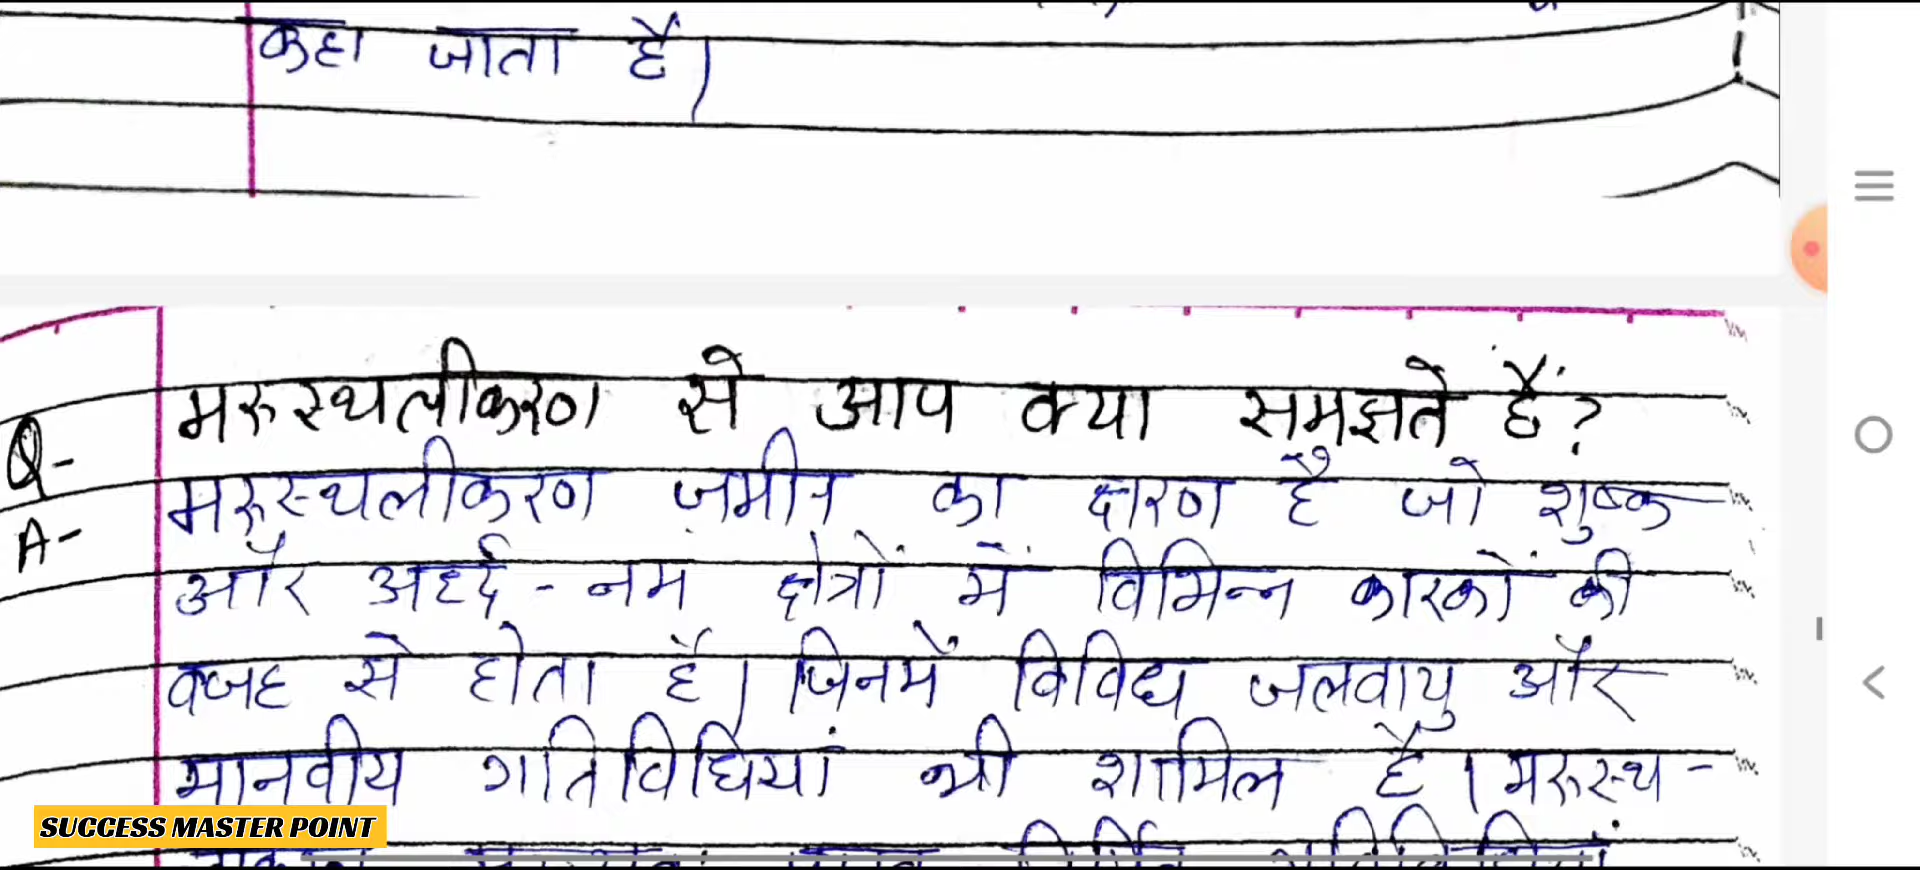 कहा जाता है।
Q- मरुस्थलीकरण से आप क्या समझते हैं?
A- मरुस्थलीकरण ज़मीन का क्षरण है जो शुष्क
और अर्द्ध-नम क्षेत्रों में विभिन्न कारकों की
वजह से होता है। जिनमें विविध जलवायु और
मानवीय गतिविधियां भी शामिल है। मरुस्थ-
SUCCESS MASTER POINT